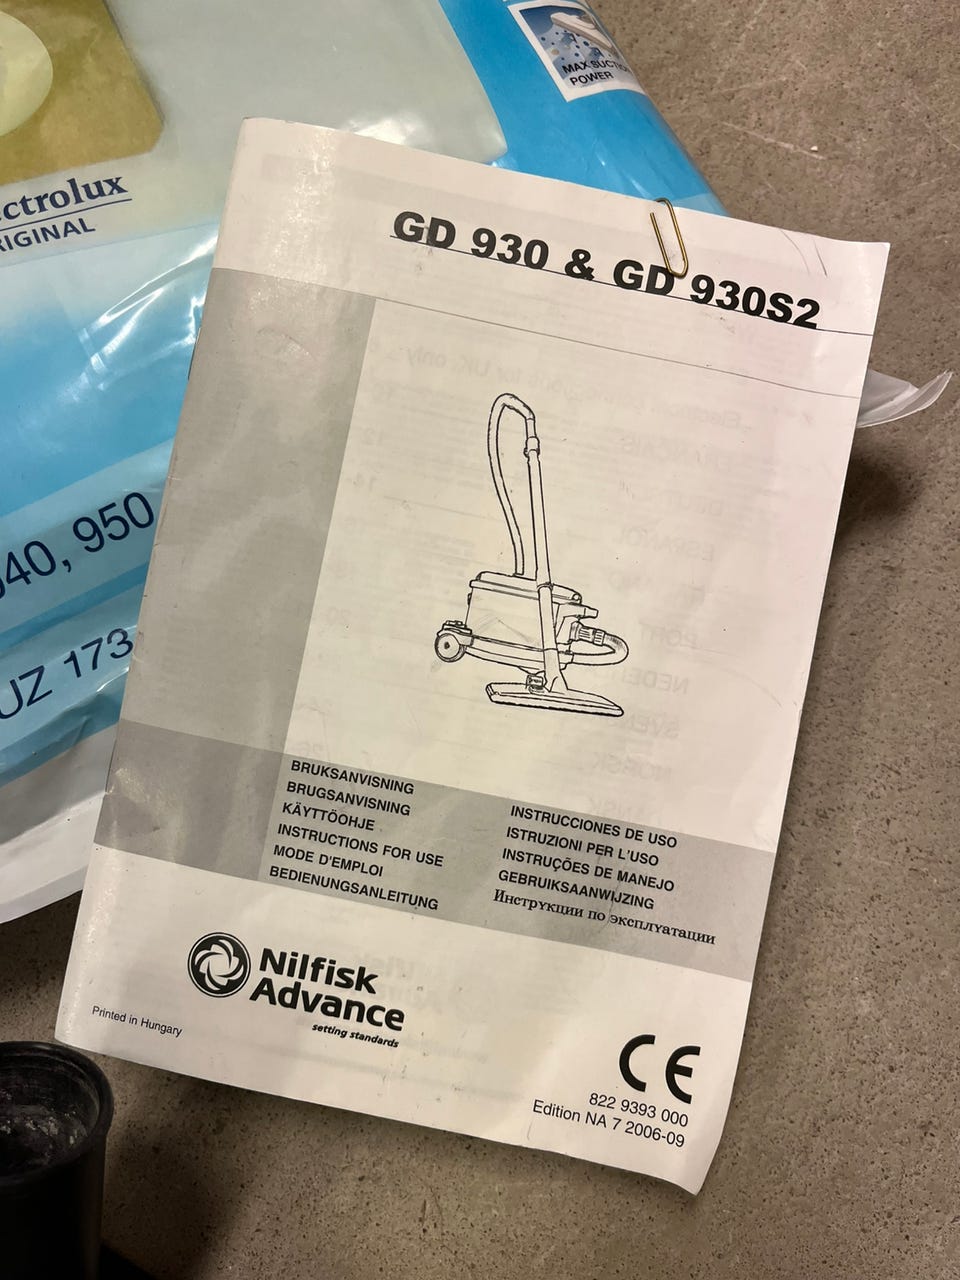 MAX SUCTION
POWER
ctrolux
RIGINAL
GD 930 & GD 930S2
40, 950
UZ 173
BRUKSANVISNING
BRUGSANVISNING
KÄYTTÖOHJE
INSTRUCTIONS FOR USE
MODE D'EMPLOI
BEDIENUNGSANLEITUNG
INSTRUCCIONES DE USO
ISTRUZIONI PER L'USO
INSTRUÇÕES DE MANEJO
GEBRUIKSAANWIJZING
Инструкции по эксплуатации
Nilfisk
Advance
setting standards
Printed in Hungary
CE
822 9393 000
Edition NA 7 2006-09